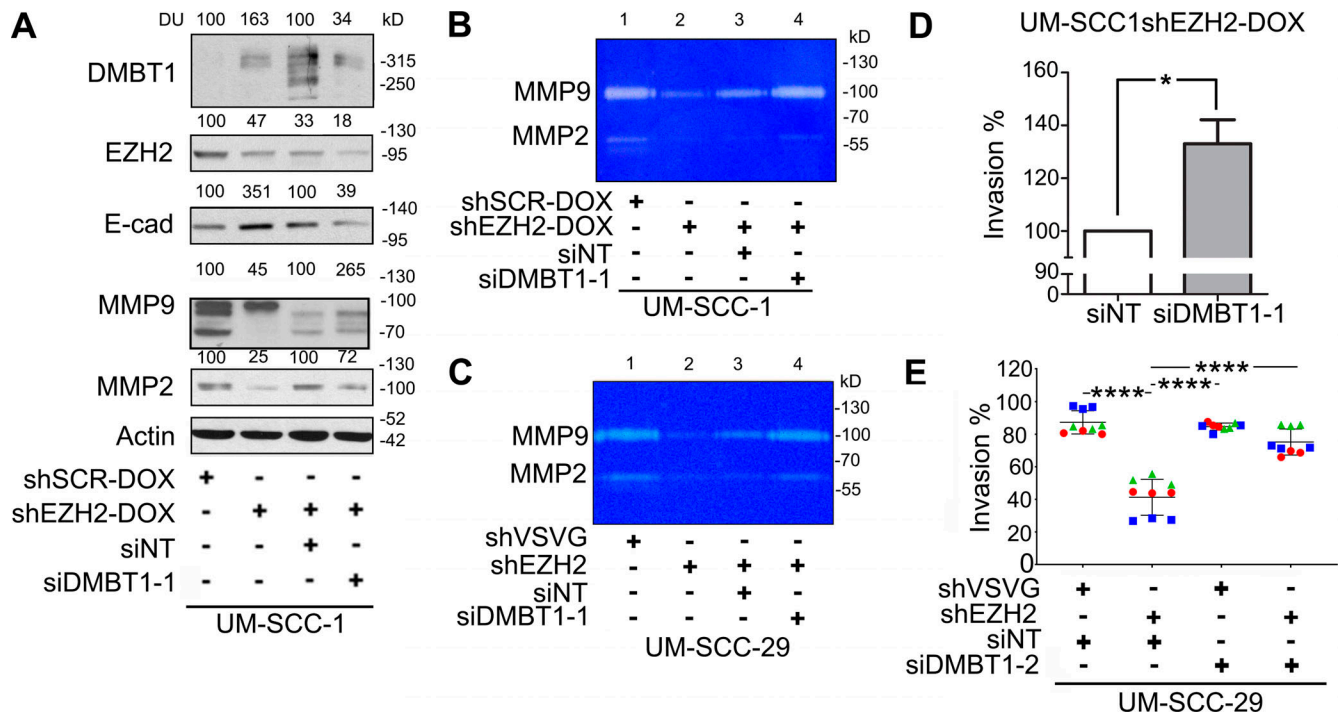 A
DU 100 163 100 34 kD
DMBT1
-315
-250
100 47 33 18
-130
EZH2
-95
100 351 100 39
-140
E-cad
-95
100 45 100 265
-130
MMP9
-100
-70
100 25 100 72
-130
MMP2
-100
Actin
-52
-42
shSCR-DOX + - - -
shEZH2-DOX - + + +
siNT - - + -
siDMBT1-1 - - - +
UM-SCC-1
B
1 2 3 4
kD
-130
MMP9
-100
-70
MMP2
-55
shSCR-DOX + - - -
shEZH2-DOX - + + +
siNT - - + -
siDMBT1-1 - - - +
UM-SCC-1
C
1 2 3 4
kD
-130
MMP9
-100
-70
MMP2
-55
shVSVG + - - -
shEZH2 - + + +
siNT - - + -
siDMBT1-1 - - - +
UM-SCC-29
D
UM-SCC1shEZH2-DOX
Invasion %
160
140
120
100
90
0
*
siNT siDMBT1-1
E
Invasion %
120
100
80
60
40
20
0
****
****
****
shVSVG + - + -
shEZH2 - + - +
siNT + + - -
siDMBT1-2 - - + +
UM-SCC-29